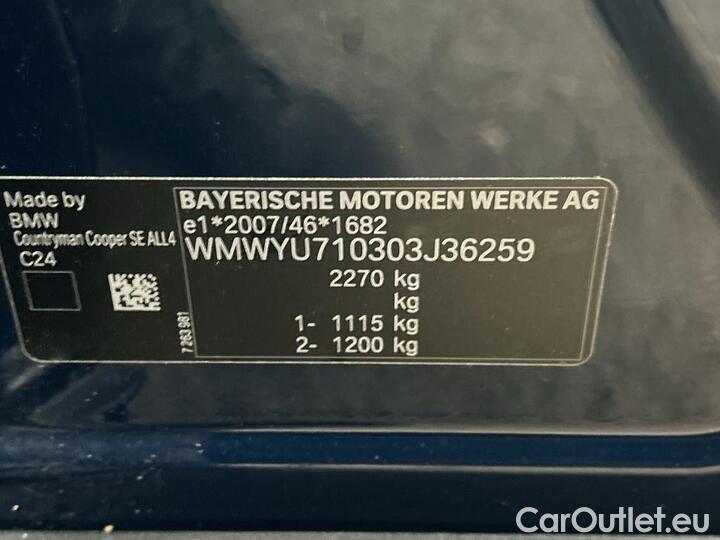 Made by
BMW
Countryman Cooper SE ALL4
C24
7 263 981
BAYERISCHE MOTOREN WERKE AG
e1*2007/46*1682
WMWYU710303J36259
2270 kg
kg
1- 1115 kg
2- 1200 kg
CarOutlet.eu